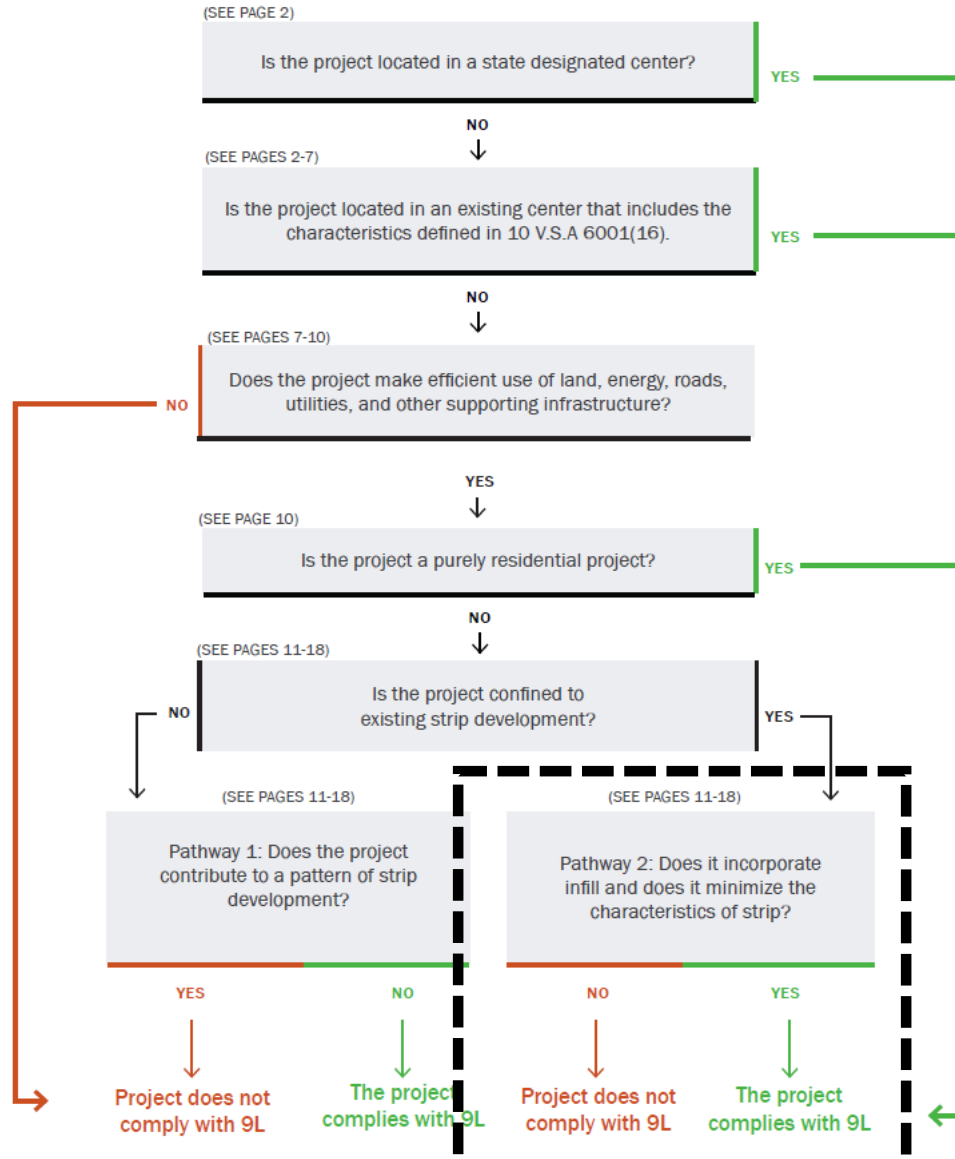 (SEE PAGE 2)
Is the project located in a state designated center?
YES
NO
(SEE PAGES 2-7)
Is the project located in an existing center that includes the
characteristics defined in 10 V.S.A 6001(16).
YES
NO
(SEE PAGES 7-10)
Does the project make efficient use of land, energy, roads,
utilities, and other supporting infrastructure?
NO
YES
(SEE PAGE 10)
Is the project a purely residential project?
YES
NO
(SEE PAGES 11-18)
Is the project confined to
existing strip development?
NO
YES
(SEE PAGES 11-18)
Pathway 1: Does the project
contribute to a pattern of strip
development?
YES
NO
Project does not
comply with 9L
The project
complies with 9L
(SEE PAGES 11-18)
Pathway 2: Does it incorporate
infill and does it minimize the
characteristics of strip?
NO
YES
Project does not
comply with 9L
The project
complies with 9L